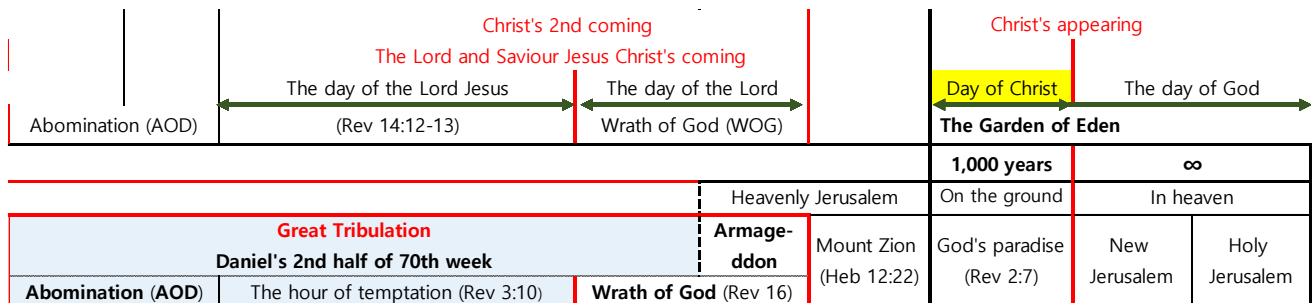 Christ's 2nd coming Christ's appearing
The Lord and Saviour Jesus Christ's coming
The day of the Lord Jesus The day of the Lord Day of Christ The day of God
Abomination (AOD) (Rev 14:12-13) Wrath of God (WOG) The Garden of Eden
1,000 years ∞
Heavenly Jerusalem On the ground In heaven
Great Tribulation Armage-
Daniel's 2nd half of 70th week ddon
Mount Zion God's paradise New Holy
(Heb 12:22) (Rev 2:7) Jerusalem Jerusalem
Abomination (AOD) The hour of temptation (Rev 3:10) Wrath of God (Rev 16)